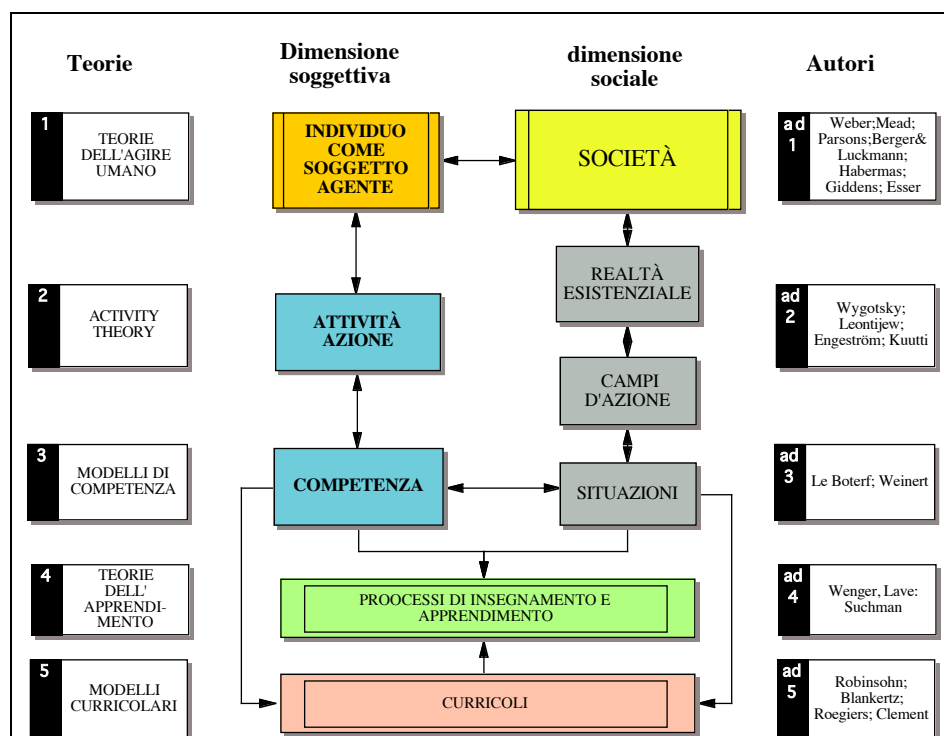 Teorie
Dimensione
soggettiva
dimensione
sociale
Autori
1
TEORIE
DELL'AGIRE
UMANO
INDIVIDUO
COME
SOGGETTO
AGENTE
SOCIETÀ
ad
1
Weber;Mead;
Parsons;Berger&
Luckmann;
Habermas;
Giddens; Esser
REALTÀ
ESISTENZIALE
2
ACTIVITY
THEORY
ATTIVITÀ
AZIONE
ad
2
Wygotsky;
Leontijew;
Engeström; Kuutti
CAMPI
D'AZIONE
3
MODELLI DI
COMPETENZA
COMPETENZA
SITUAZIONI
ad
3
Le Boterf; Weinert
4
TEORIE
DELL'
APPRENDI-
MENTO
PROOCESSI DI INSEGNAMENTO E
APPRENDIMENTO
ad
4
Wenger, Lave:
Suchman
5
MODELLI
CURRICOLARI
CURRICOLI
ad
5
Robinsohn;
Blankertz;
Roegiers; Clement